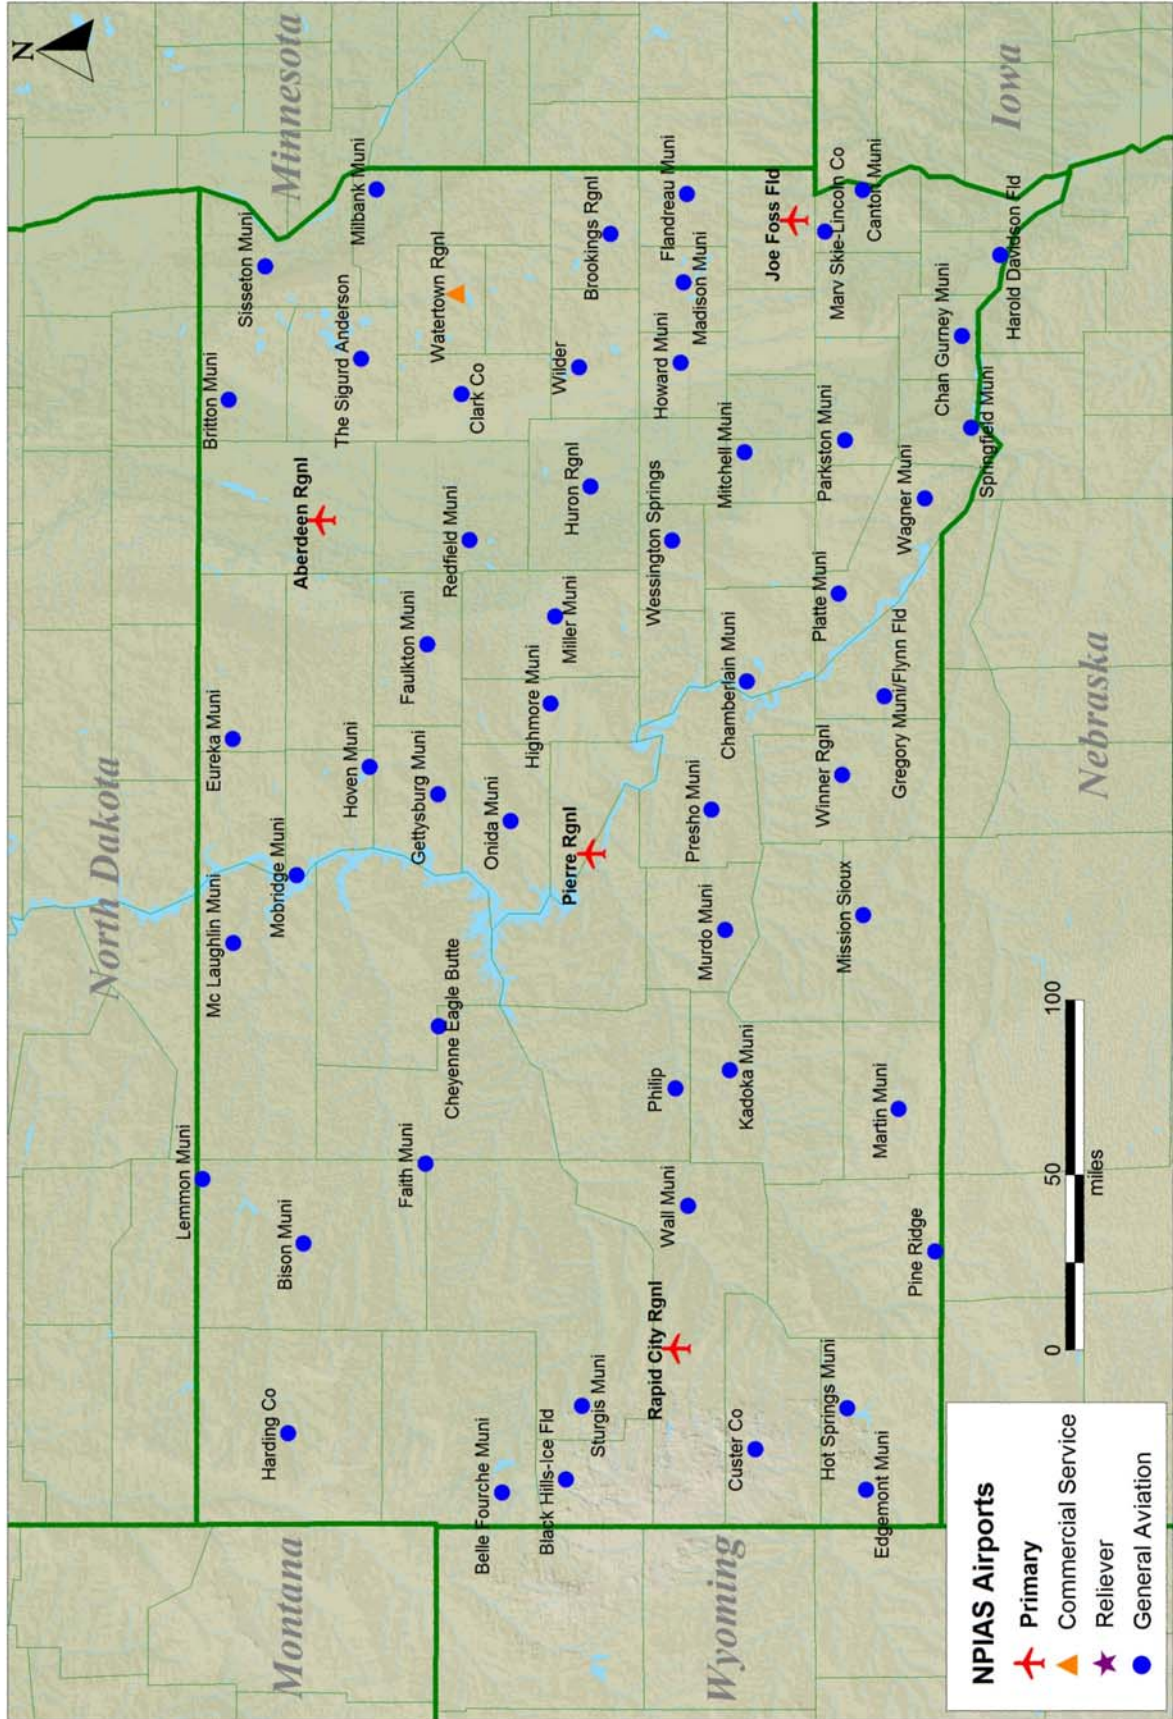 N
Montana
North Dakota
Minnesota
Wyoming
Nebraska
Iowa
Harding Co
Bison Muni
Lemmon Muni
Mc Laughlin Muni
Mobridge Muni
Eureka Muni
Hoven Muni
Aberdeen Rgnl
Britton Muni
Sisseton Muni
The Sigurd Anderson
Milbank Muni
Belle Fourche Muni
Faith Muni
Cheyenne Eagle Butte
Gettysburg Muni
Faulkton Muni
Redfield Muni
Clark Co
Watertown Rgnl
Black Hills-Ice Fld
Sturgis Muni
Onida Muni
Pierre Rgnl
Highmore Muni
Miller Muni
Huron Rgnl
Wilder
Brookings Rgnl
Rapid City Rgnl
Wall Muni
Philip
Kadoka Muni
Murdo Muni
Presho Muni
Chamberlain Muni
Wessington Springs
Mitchell Muni
Howard Muni
Madison Muni
Flandreau Muni
Joe Foss Fld
Custer Co
Hot Springs Muni
Edgemont Muni
Pine Ridge
Martin Muni
Mission Sioux
Winner Rgnl
Gregory Muni/Flynn Fld
Platte Muni
Parkston Muni
Wagner Muni
Marv Skie-Lincoln Co
Canton Muni
Chan Gurney Muni
Springfield Muni
Harold Davidson Fld
NPIAS Airports
Primary
Commercial Service
Reliever
General Aviation
0 50 100
miles